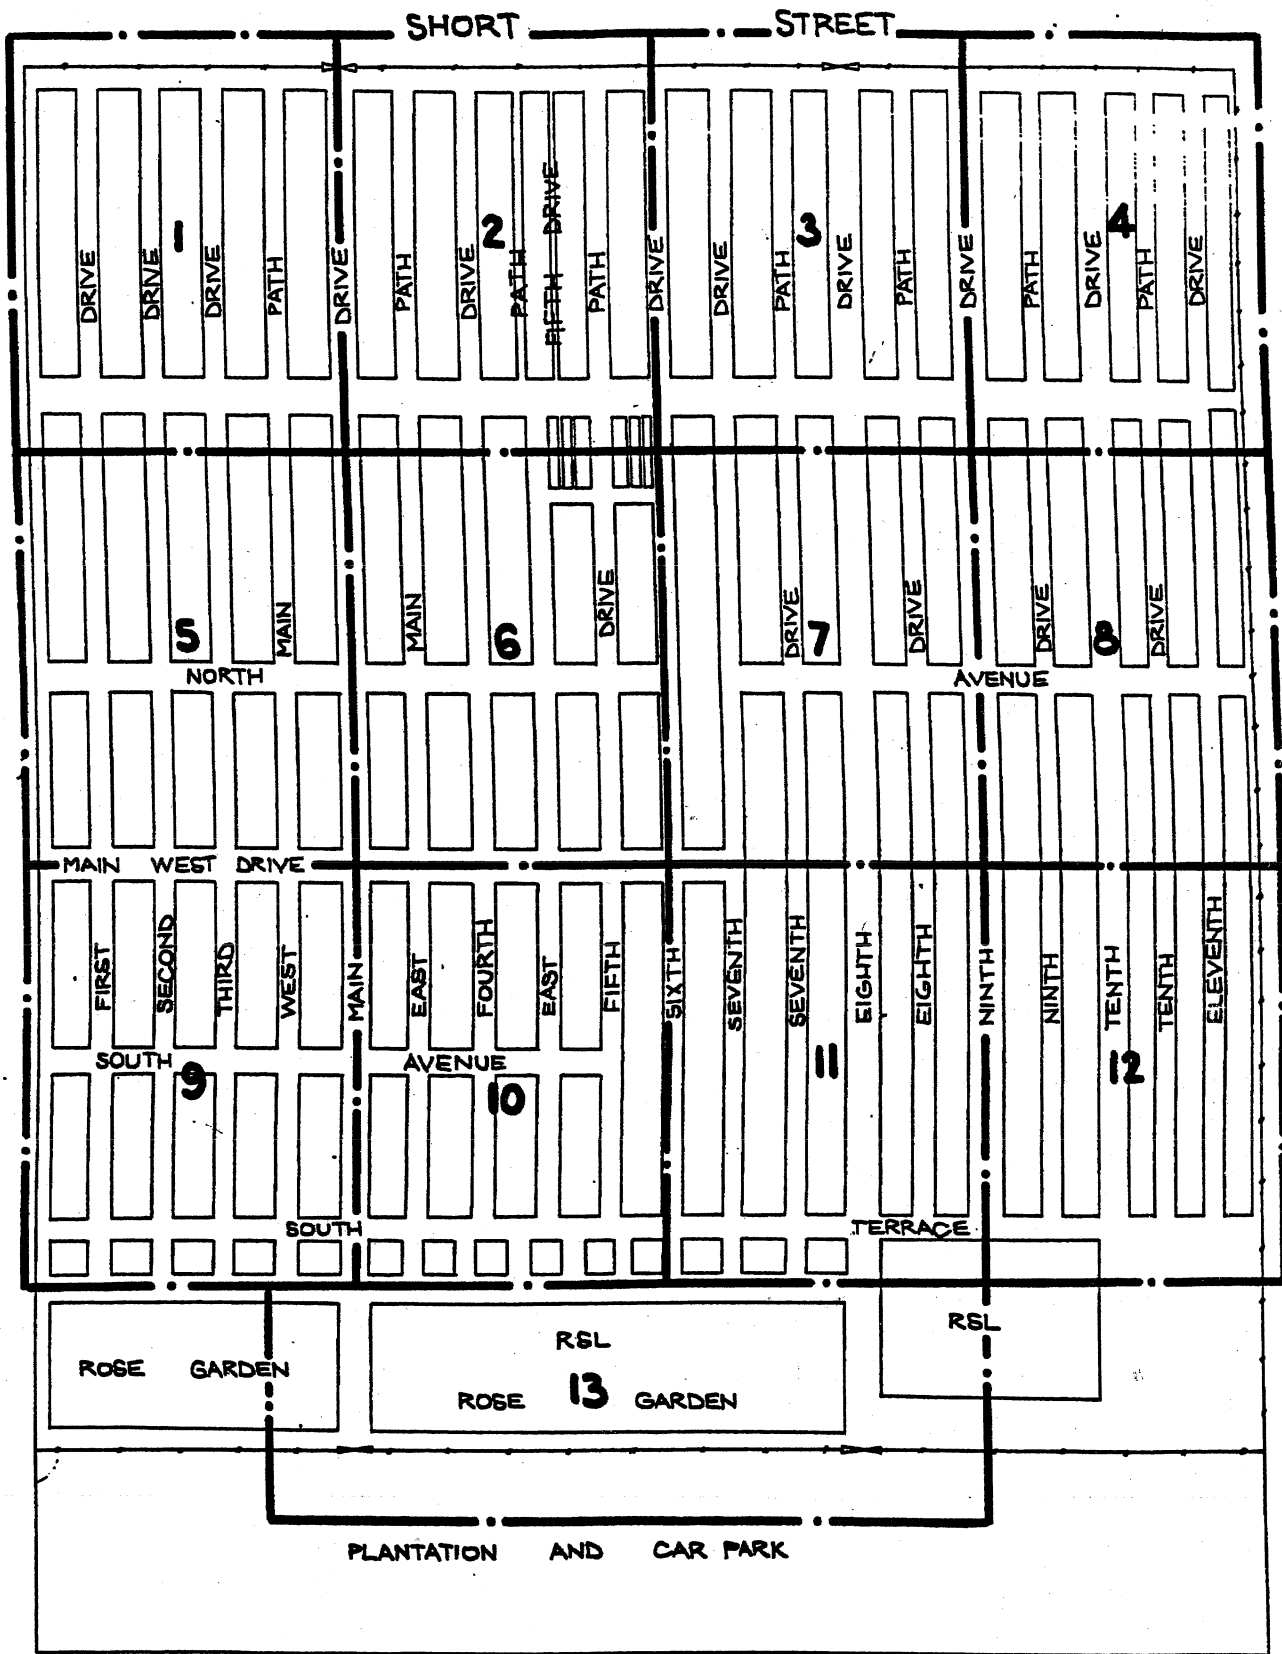 SHORT STREET
1 2 3 4
DRIVE DRIVE DRIVE PATH DRIVE PATH DRIVE PATH FIFTH DRIVE PATH DRIVE DRIVE PATH DRIVE PATH DRIVE PATH DRIVE PATH DRIVE
MAIN MAIN DRIVE DRIVE DRIVE DRIVE DRIVE
5 6 7 8
NORTH AVENUE
MAIN WEST DRIVE
FIRST SECOND THIRD WEST MAIN EAST FOURTH EAST FIFTH SIXTH SEVENTH SEVENTH EIGHTH EIGHTH NINTH NINTH TENTH TENTH ELEVENTH
SOUTH AVENUE
9 10 11 12
SOUTH TERRACE
RSL
RSL
ROSE GARDEN
13
ROSE GARDEN
PLANTATION AND CAR PARK